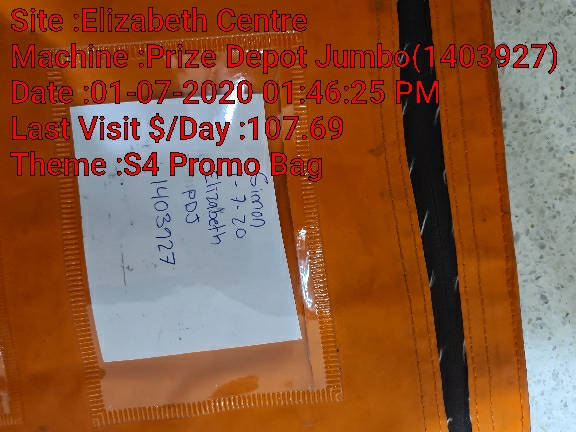 Site :Elizabeth Centre
Machine :Prize Depot Jumbo(1403927)
Date :01-07-2020 01:46:25 PM
Last Visit $/Day :107.69
Theme :S4 Promo Bag
Simon
- 7. 20
Elizabeth
PDJ
1403927